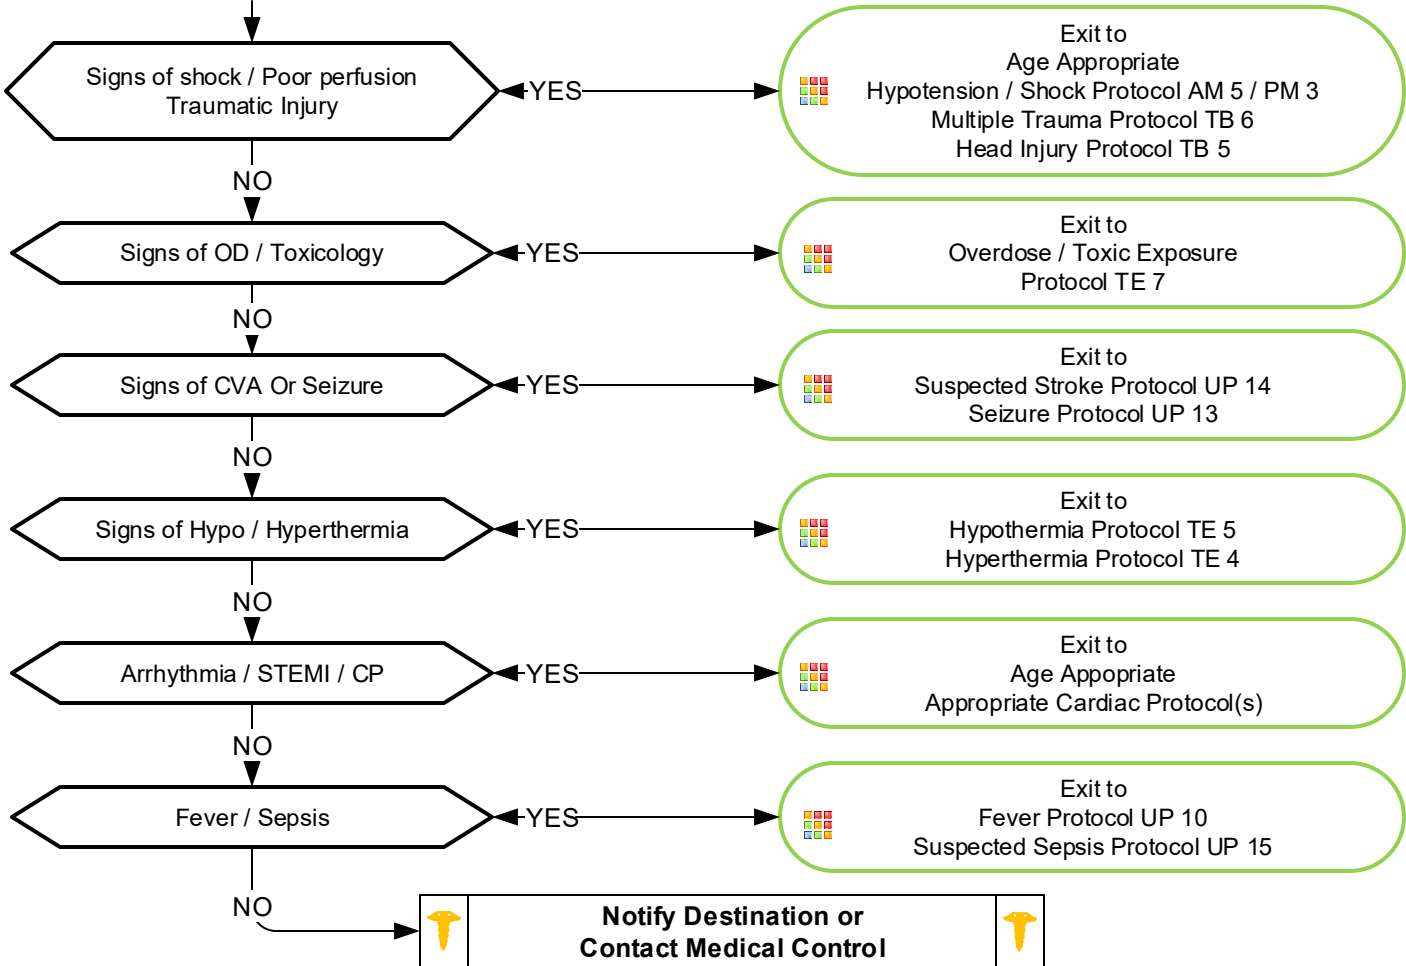 Signs of shock / Poor perfusion
Traumatic Injury
YES
Exit to
Age Appropriate
Hypotension / Shock Protocol AM 5 / PM 3
Multiple Trauma Protocol TB 6
Head Injury Protocol TB 5
NO
Signs of OD / Toxicology
YES
Exit to
Overdose / Toxic Exposure
Protocol TE 7
NO
Signs of CVA Or Seizure
YES
Exit to
Suspected Stroke Protocol UP 14
Seizure Protocol UP 13
NO
Signs of Hypo / Hyperthermia
YES
Exit to
Hypothermia Protocol TE 5
Hyperthermia Protocol TE 4
NO
Arrhythmia / STEMI / CP
YES
Exit to
Age Appopriate
Appropriate Cardiac Protocol(s)
NO
Fever / Sepsis
YES
Exit to
Fever Protocol UP 10
Suspected Sepsis Protocol UP 15
NO
Notify Destination or
Contact Medical Control